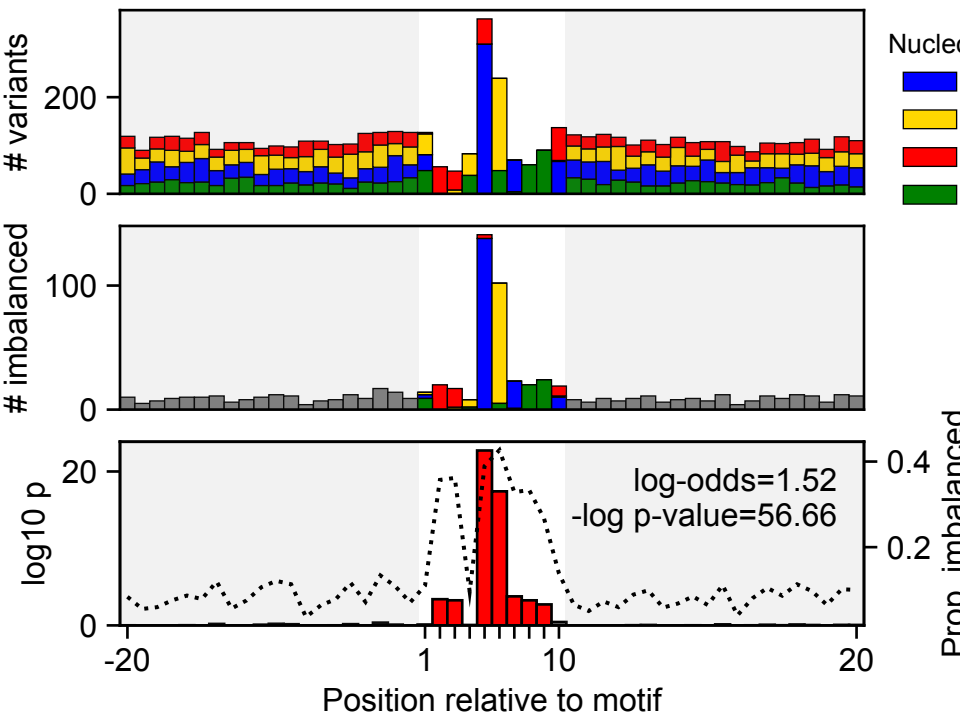 # variants
200
0
Nucleo
# imbalanced
100
0
log10 p
20
0
log-odds=1.52
-log p-value=56.66
0.4
0.2
Prop. imbalanced
-20
1
10
20
Position relative to motif